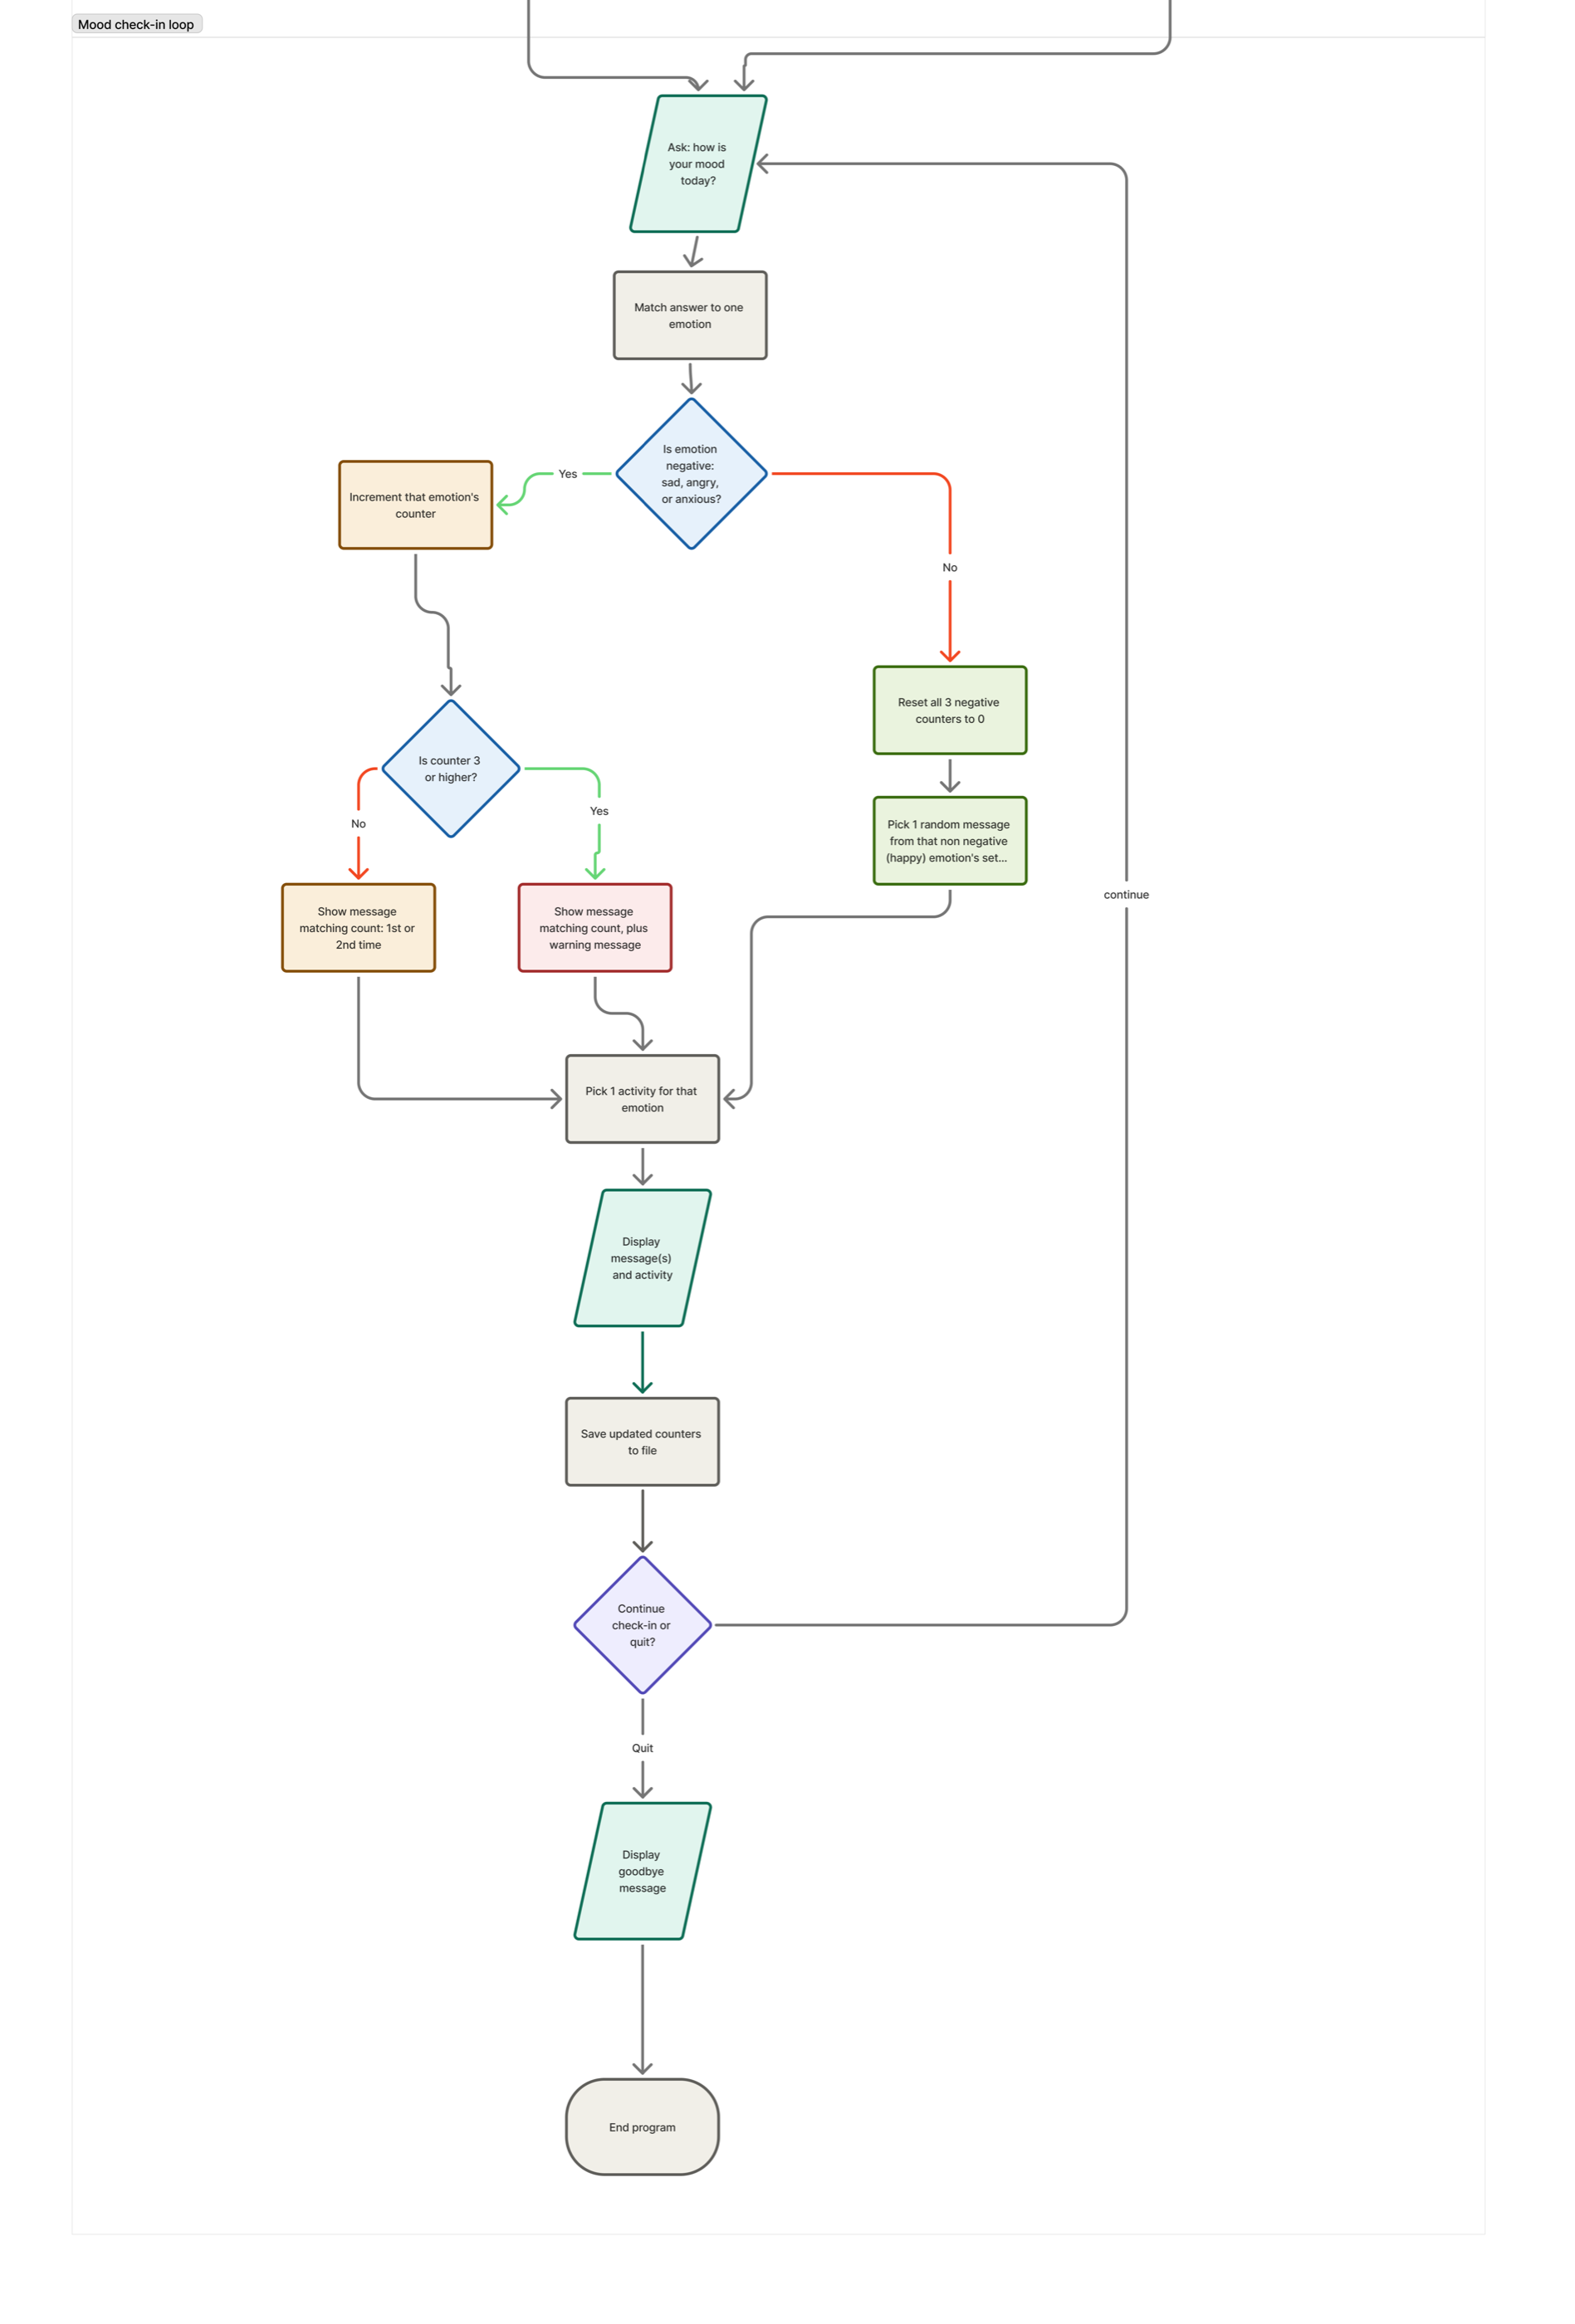 Mood check-in loop
Ask: how is
your mood
today?
Match answer to one
emotion
Is emotion
negative:
sad, angry,
or anxious?
Yes
No
Increment that emotion's
counter
Is counter 3
or higher?
No
Yes
Reset all 3 negative
counters to 0
Pick 1 random message
from that non negative
(happy) emotion's set...
continue
Show message
matching count: 1st or
2nd time
Show message
matching count, plus
warning message
Pick 1 activity for that
emotion
Display
message(s)
and activity
Save updated counters
to file
Continue
check-in or
quit?
Quit
Display
goodbye
message
End program